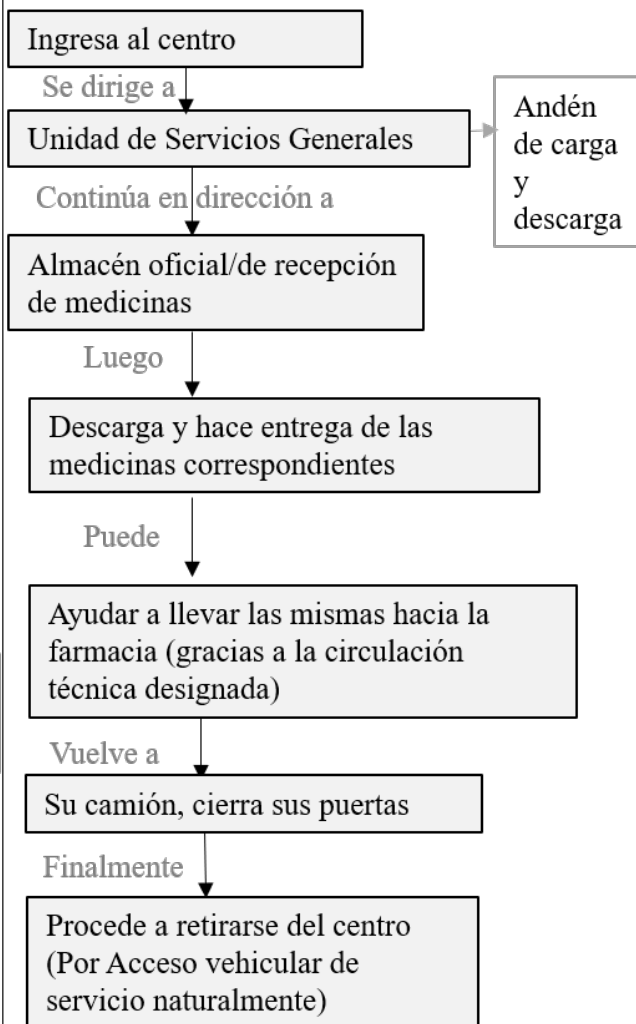 Ingresa al centro
Se dirige a
Unidad de Servicios Generales
Andén
de carga
y
descarga
Continúa en dirección a
Almacén oficial/de recepción
de medicinas
Luego
Descarga y hace entrega de las
medicinas correspondientes
Puede
Ayudar a llevar las mismas hacia la
farmacia (gracias a la circulación
técnica designada)
Vuelve a
Su camión, cierra sus puertas
Finalmente
Procede a retirarse del centro
(Por Acceso vehicular de
servicio naturalmente)